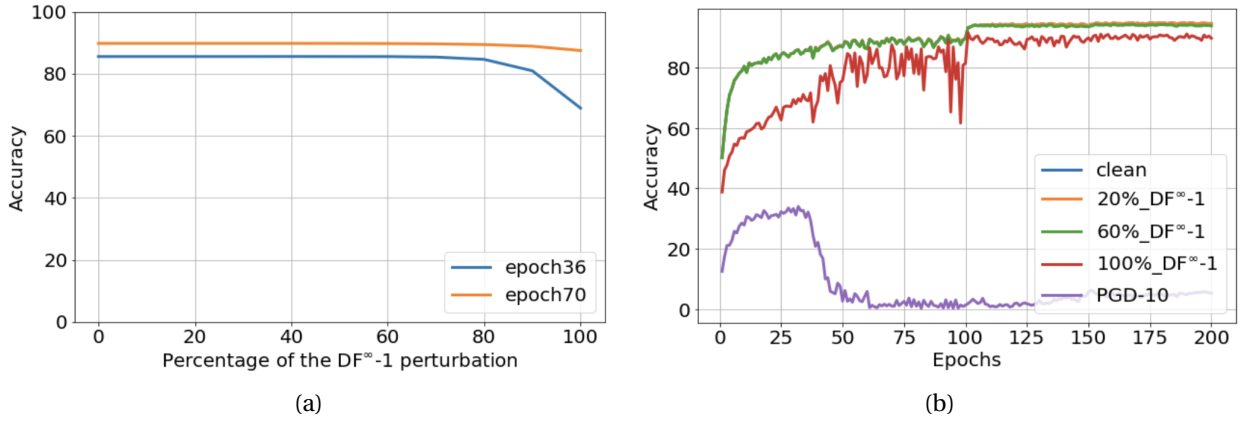 100
80
60
40
20
0
Accuracy
epoch36
epoch70
0 20 40 60 80 100
Percentage of the DF∞-1 perturbation
(a)
80
60
40
20
0
Accuracy
clean
20%_DF∞-1
60%_DF∞-1
100%_DF∞-1
PGD-10
0 25 50 75 100 125 150 175 200
Epochs
(b)